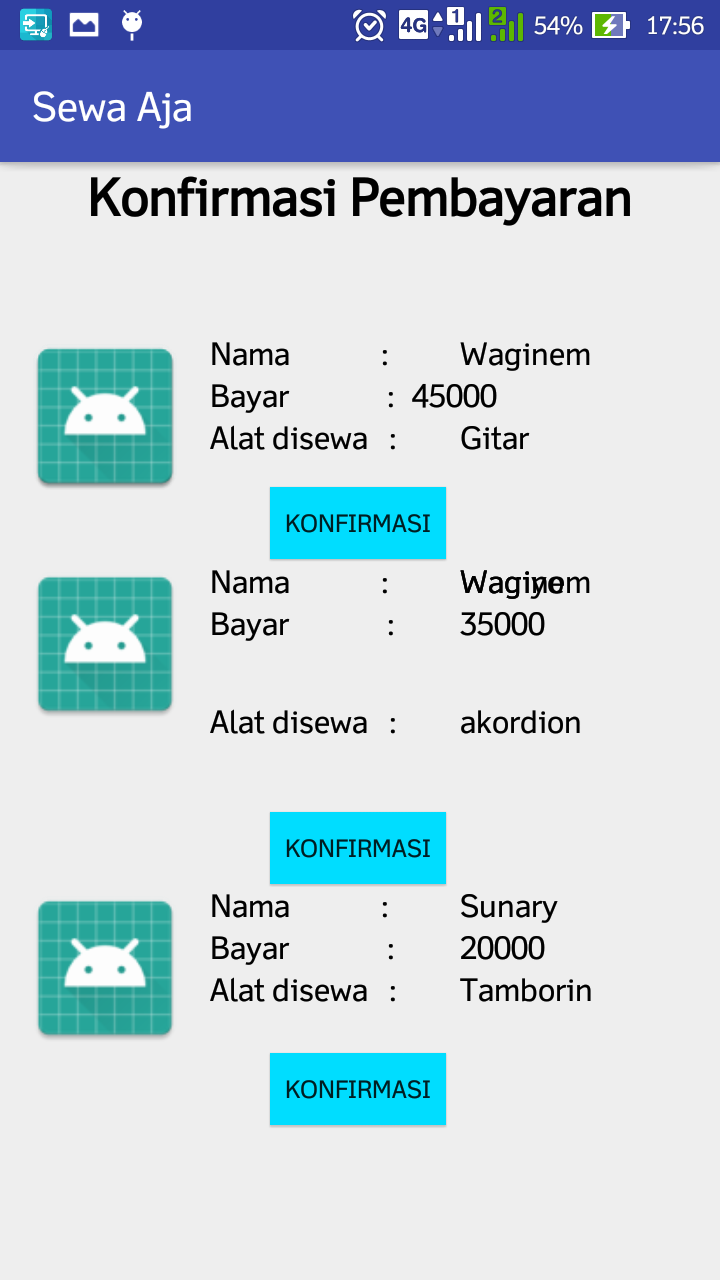 4G 1 2 54% 17:56
Sewa Aja
Konfirmasi Pembayaran
Nama : Waginem
Bayar : 45000
Alat disewa : Gitar
KONFIRMASI
Nama :
Bayar : 35000
Alat disewa : akordion
KONFIRMASI
Nama : Sunary
Bayar : 20000
Alat disewa : Tamborin
KONFIRMASI